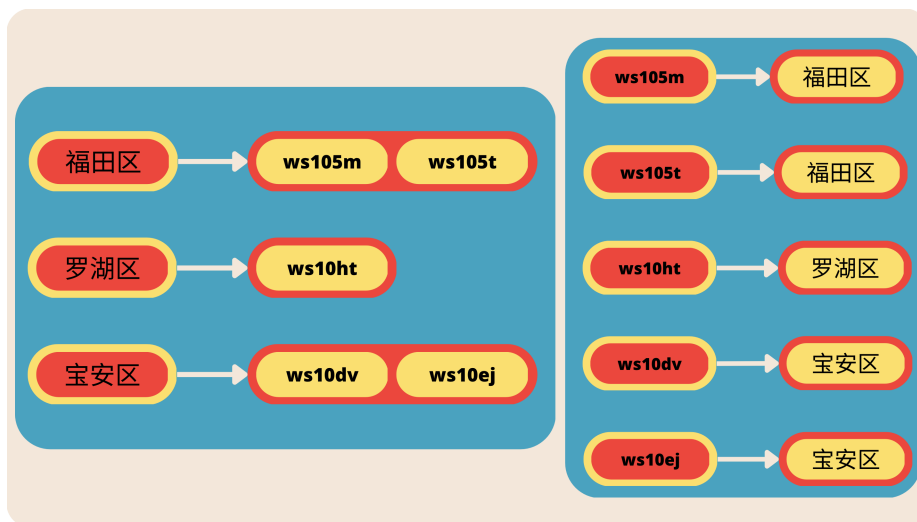 福田区 ws105m ws105t
罗湖区 ws10ht
宝安区 ws10dv ws10ej
ws105m 福田区
ws105t 福田区
ws10ht 罗湖区
ws10dv 宝安区
ws10ej 宝安区